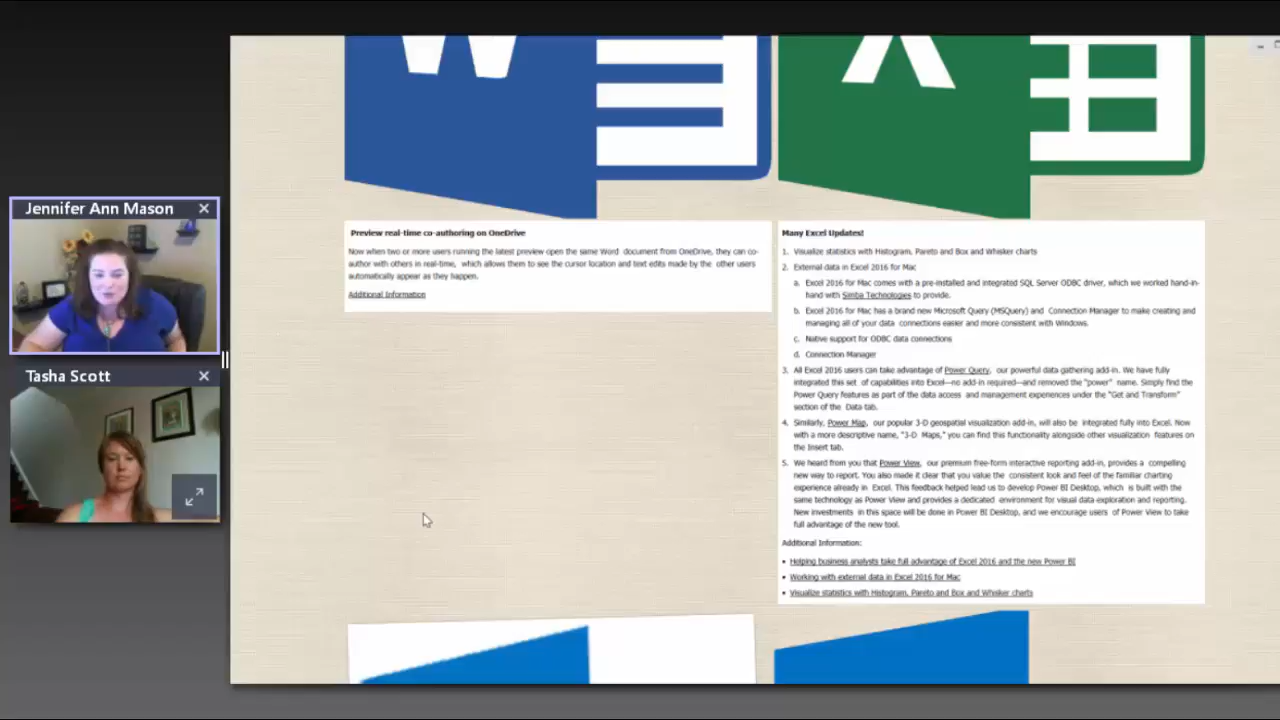 Jennifer Ann Mason
Tasha Scott
W
X
Preview real-time co-authoring on OneDrive
Now when two or more users running the latest preview open the same Word document from OneDrive, they can co-
author with others in real-time, which allows them to see the cursor location and text edits made by the other users
automatically appear as they happen.
Additional Information
Many Excel Updates!
1. Visualize statistics with Histogram, Pareto and Box and Whisker charts
2. External data in Excel 2016 for Mac
a. Excel 2016 for Mac comes with a pre-installed and integrated SQL Server ODBC driver, which we worked hand-in-
hand with Simba Technologies to provide.
b. Excel 2016 for Mac has a brand new Microsoft Query (MSQuery) and Connection Manager to make creating and
managing all of your data connections easier and more consistent with Windows.
c. Native support for ODBC data connections
d. Connection Manager
3. All Excel 2016 users can take advantage of Power Query, our powerful data gathering add-in. We have fully
integrated this set of capabilities into Excel—no add-in required—and removed the "power" name. Simply find the
Power Query features as part of the data access and management experiences under the "Get and Transform"
section of the Data tab.
4. Similarly, Power Map, our popular 3-D geospatial visualization add-in, will also be integrated fully into Excel. Now
with a more descriptive name, "3-D Maps," you can find this functionality alongside other visualization features on
the Insert tab.
5. We heard from you that Power View, our premium free-form interactive reporting add-in, provides a compelling
new way to report. You also made it clear that you value the consistent look and feel of the familiar charting
experience already in Excel. This feedback helped lead us to develop Power BI Desktop, which is built with the
same technology as Power View and provides a dedicated environment for visual data exploration and reporting.
New investments in this space will be done in Power BI Desktop, and we encourage users of Power View to take
full advantage of the new tool.
Additional Information:
• Helping business analysts take full advantage of Excel 2016 and the new Power BI
• Working with external data in Excel 2016 for Mac
• Visualize statistics with Histogram, Pareto and Box and Whisker charts